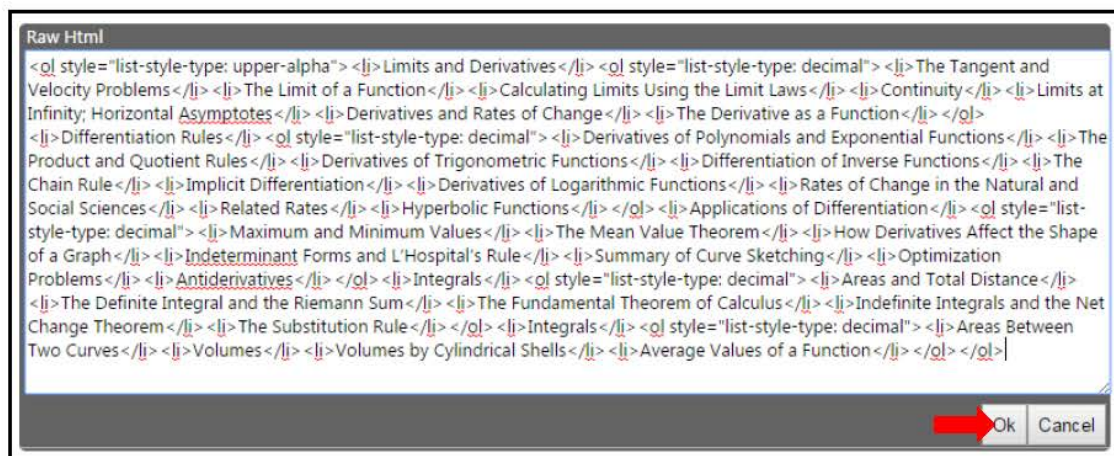 Raw Html
<ol style="list-style-type: upper-alpha"> <li>Limits and Derivatives</li> <ol style="list-style-type: decimal"> <li>The Tangent and
Velocity Problems</li> <li>The Limit of a Function</li> <li>Calculating Limits Using the Limit Laws</li> <li>Continuity</li> <li>Limits at
Infinity; Horizontal Asymptotes</li> <li>Derivatives and Rates of Change</li> <li>The Derivative as a Function</li> </ol>
<li>Differentiation Rules</li> <ol style="list-style-type: decimal"> <li>Derivatives of Polynomials and Exponential Functions</li> <li>The
Product and Quotient Rules</li> <li>Derivatives of Trigonometric Functions</li> <li>Differentiation of Inverse Functions</li> <li>The
Chain Rule</li> <li>Implicit Differentiation</li> <li>Derivatives of Logarithmic Functions</li> <li>Rates of Change in the Natural and
Social Sciences</li> <li>Related Rates</li> <li>Hyperbolic Functions</li> </ol> <li>Applications of Differentiation</li> <ol style="list-
style-type: decimal"> <li>Maximum and Minimum Values</li> <li>The Mean Value Theorem</li> <li>How Derivatives Affect the Shape
of a Graph</li> <li>Indeterminant Forms and L'Hospital's Rule</li> <li>Summary of Curve Sketching</li> <li>Optimization
Problems</li> <li>Antiderivatives</li> </ol> <li>Integrals</li> <ol style="list-style-type: decimal"> <li>Areas and Total Distance</li>
<li>The Definite Integral and the Riemann Sum</li> <li>The Fundamental Theorem of Calculus</li> <li>Indefinite Integrals and the Net
Change Theorem</li> <li>The Substitution Rule</li> </ol> <li>Integrals</li> <ol style="list-style-type: decimal"> <li>Areas Between
Two Curves</li> <li>Volumes</li> <li>Volumes by Cylindrical Shells</li> <li>Average Values of a Function</li> </ol> </ol>
Ok Cancel